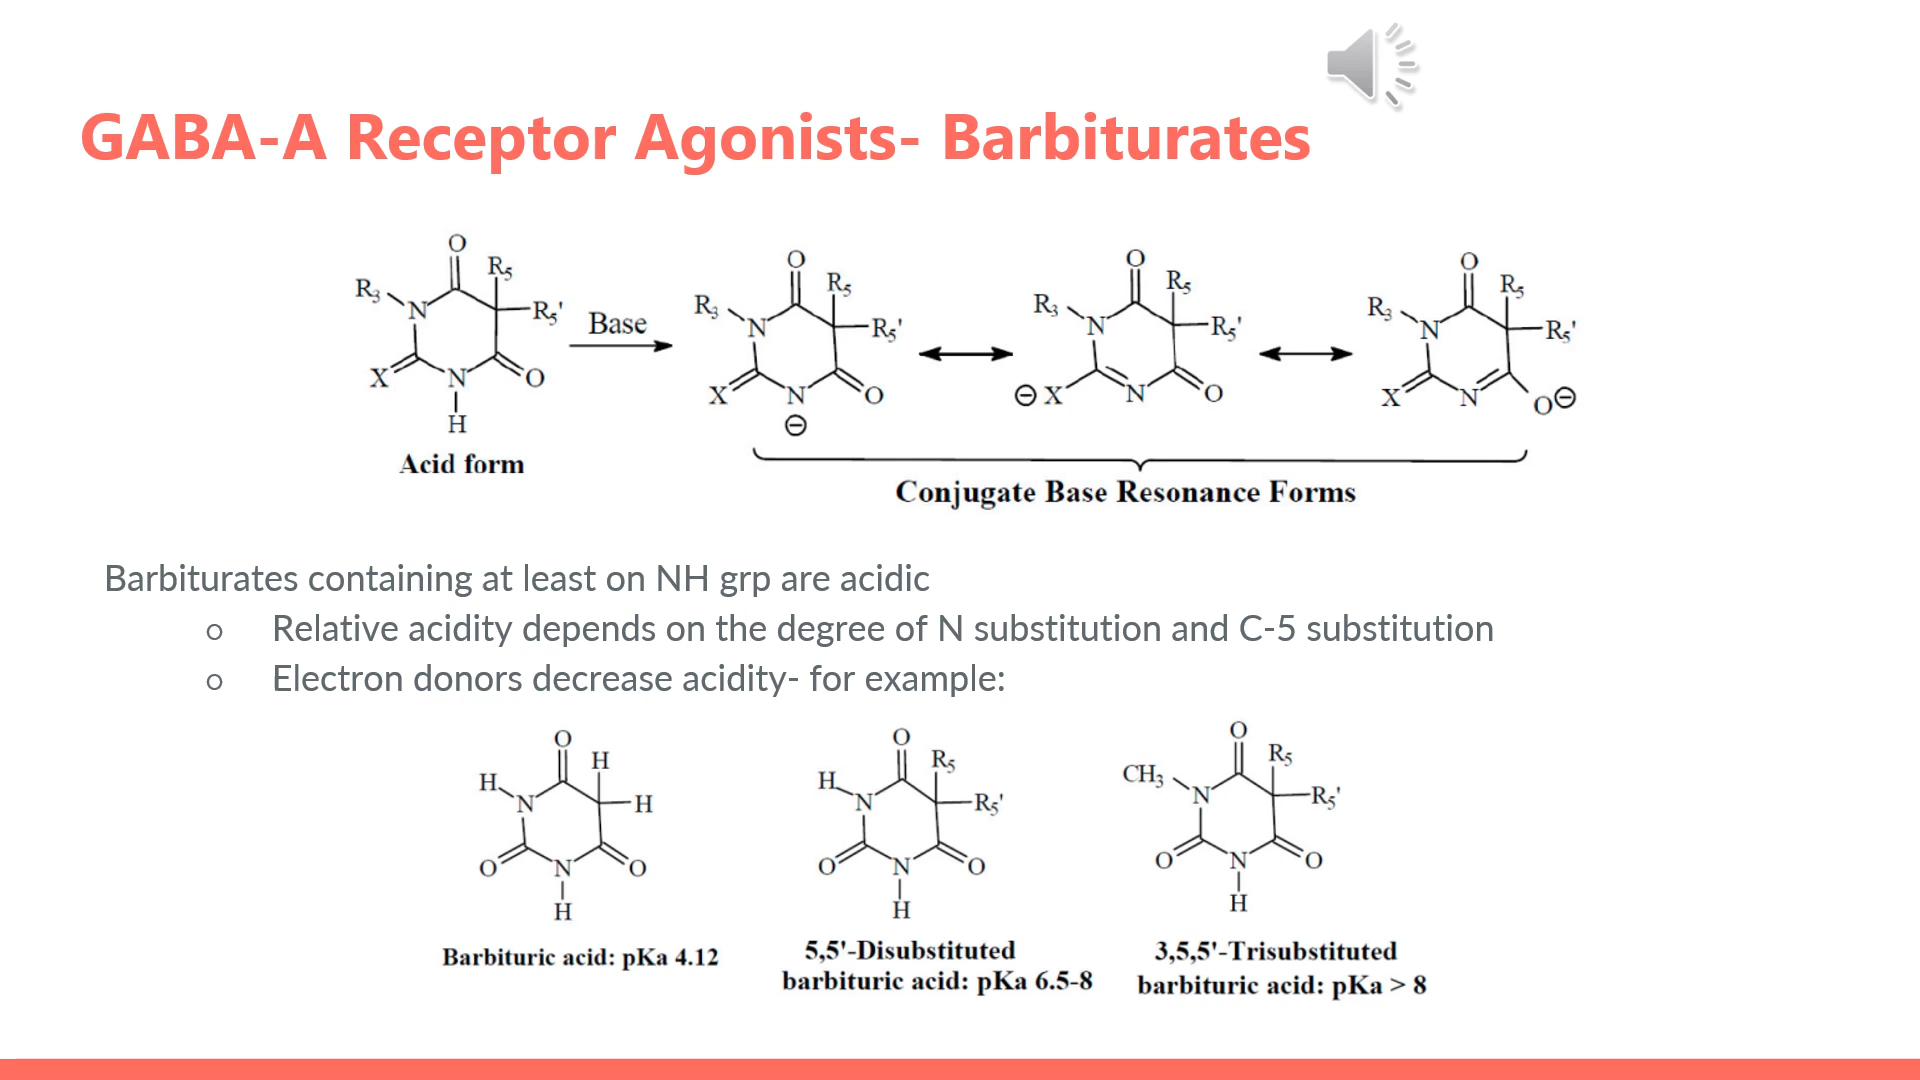 GABA-A Receptor Agonists- Barbiturates
O
R₅
R₃
N
R₅'
X
N
O
H
Acid form
Base
O
R₅
R₃
N
R₅'
X
N
O
⊖
O
R₅
R₃
N
R₅'
⊖ X
N
O
O
R₅
R₃
N
R₅'
X
N
O⊖
Conjugate Base Resonance Forms
Barbiturates containing at least on NH grp are acidic
○ Relative acidity depends on the degree of N substitution and C-5 substitution
○ Electron donors decrease acidity- for example:
O
H
H
N
H
O
N
O
H
Barbituric acid: pKa 4.12
O
R₅
H
N
R₅'
O
N
O
H
5,5'-Disubstituted
barbituric acid: pKa 6.5-8
O
R₅
CH₃
N
R₅'
O
N
O
H
3,5,5'-Trisubstituted
barbituric acid: pKa > 8